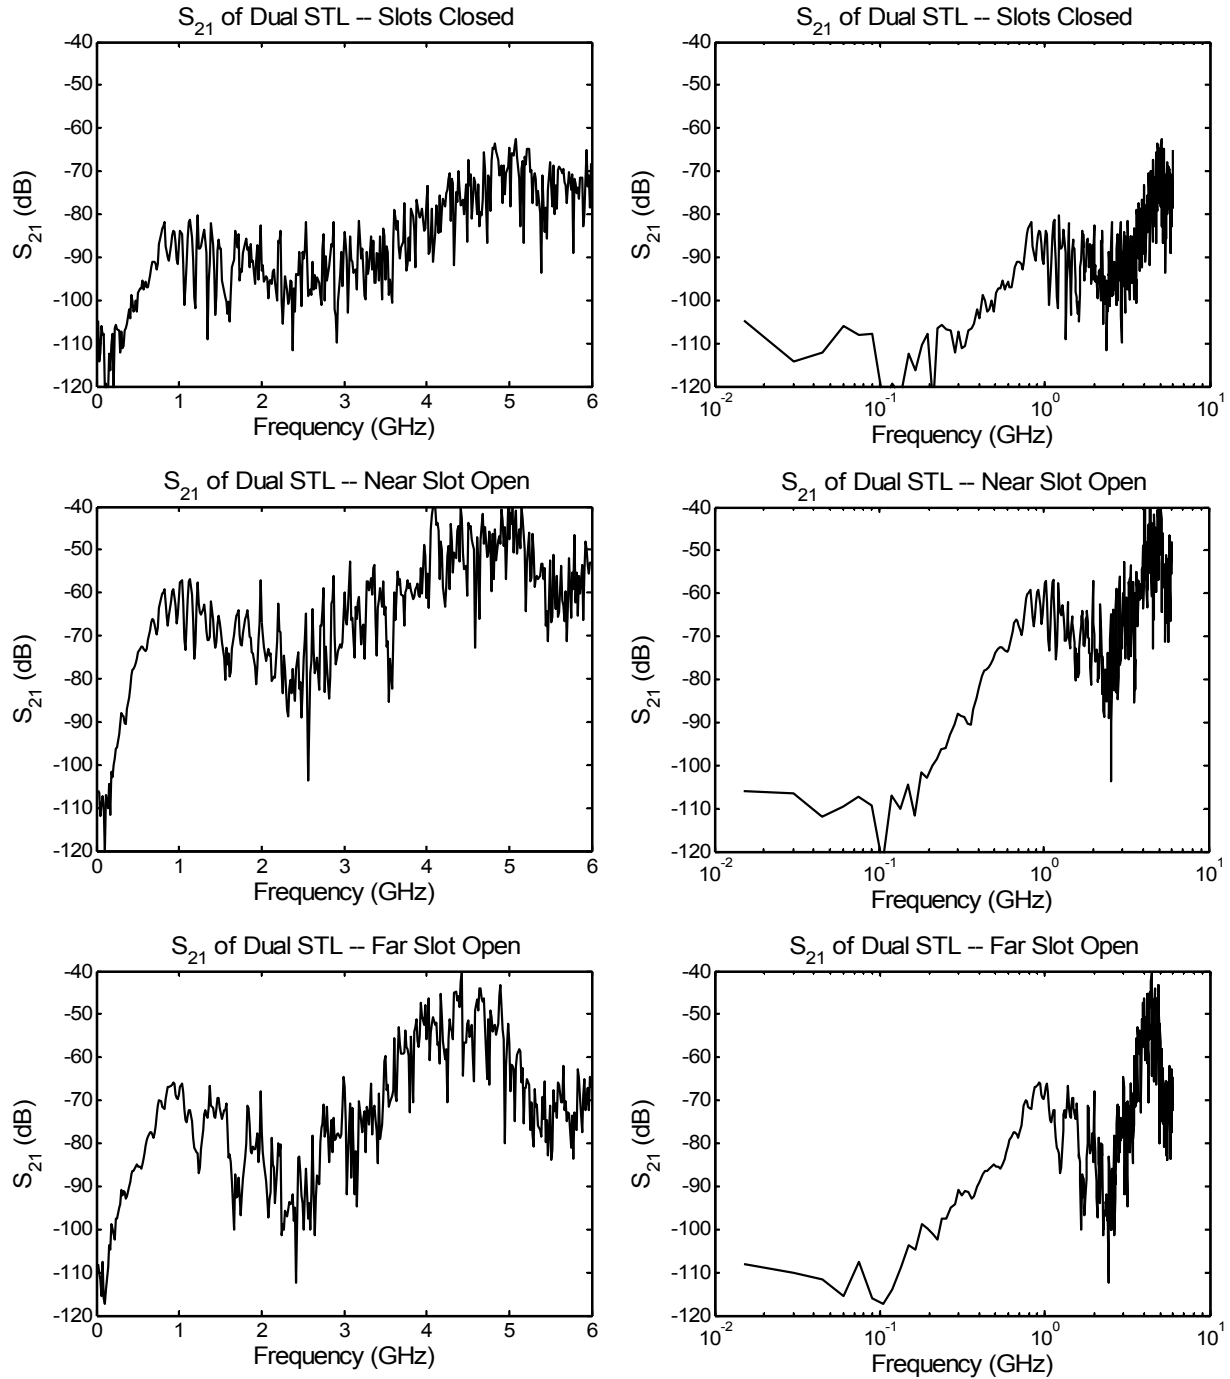 S21 of Dual STL -- Slots Closed
-40
-50
-60
-70
-80
-90
-100
-110
-120
S21 (dB)
0 1 2 3 4 5 6
Frequency (GHz)
S21 of Dual STL -- Slots Closed
-40
-50
-60
-70
-80
-90
-100
-110
-120
S21 (dB)
10-2 10-1 100 101
Frequency (GHz)
S21 of Dual STL -- Near Slot Open
-40
-50
-60
-70
-80
-90
-100
-110
-120
S21 (dB)
0 1 2 3 4 5 6
Frequency (GHz)
S21 of Dual STL -- Near Slot Open
-40
-50
-60
-70
-80
-90
-100
-110
-120
S21 (dB)
10-2 10-1 100 101
Frequency (GHz)
S21 of Dual STL -- Far Slot Open
-40
-50
-60
-70
-80
-90
-100
-110
-120
S21 (dB)
0 1 2 3 4 5 6
Frequency (GHz)
S21 of Dual STL -- Far Slot Open
-40
-50
-60
-70
-80
-90
-100
-110
-120
S21 (dB)
10-2 10-1 100 101
Frequency (GHz)